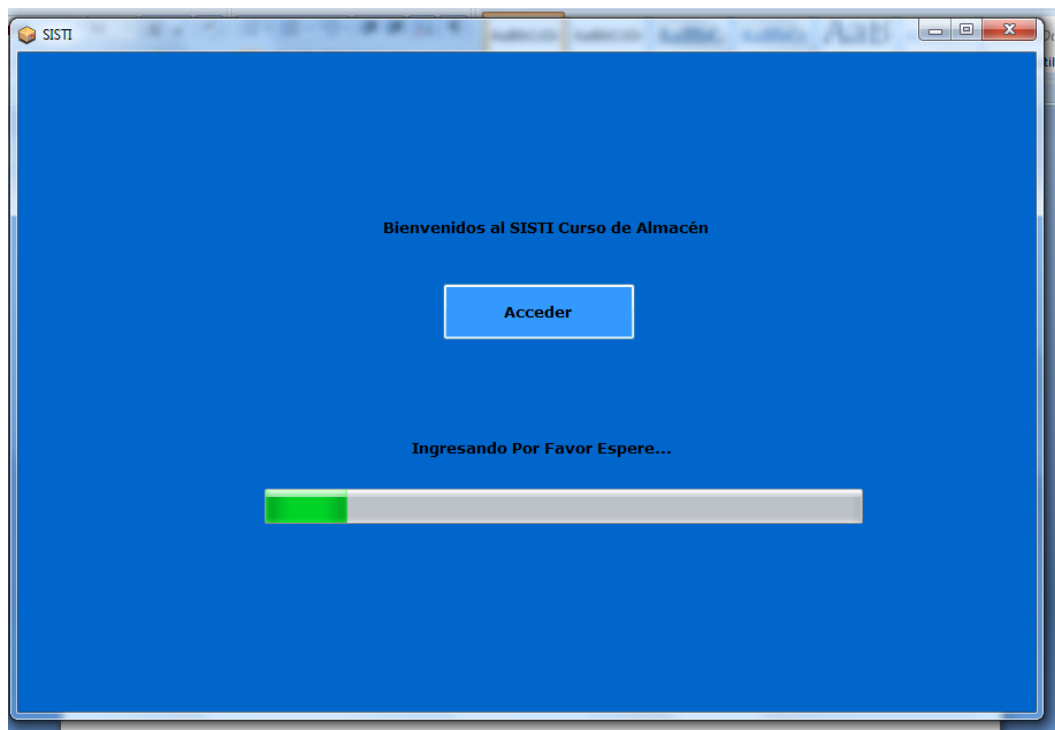 SISTI
Bienvenidos al SISTI Curso de Almacén
Acceder
Ingresando Por Favor Espere...